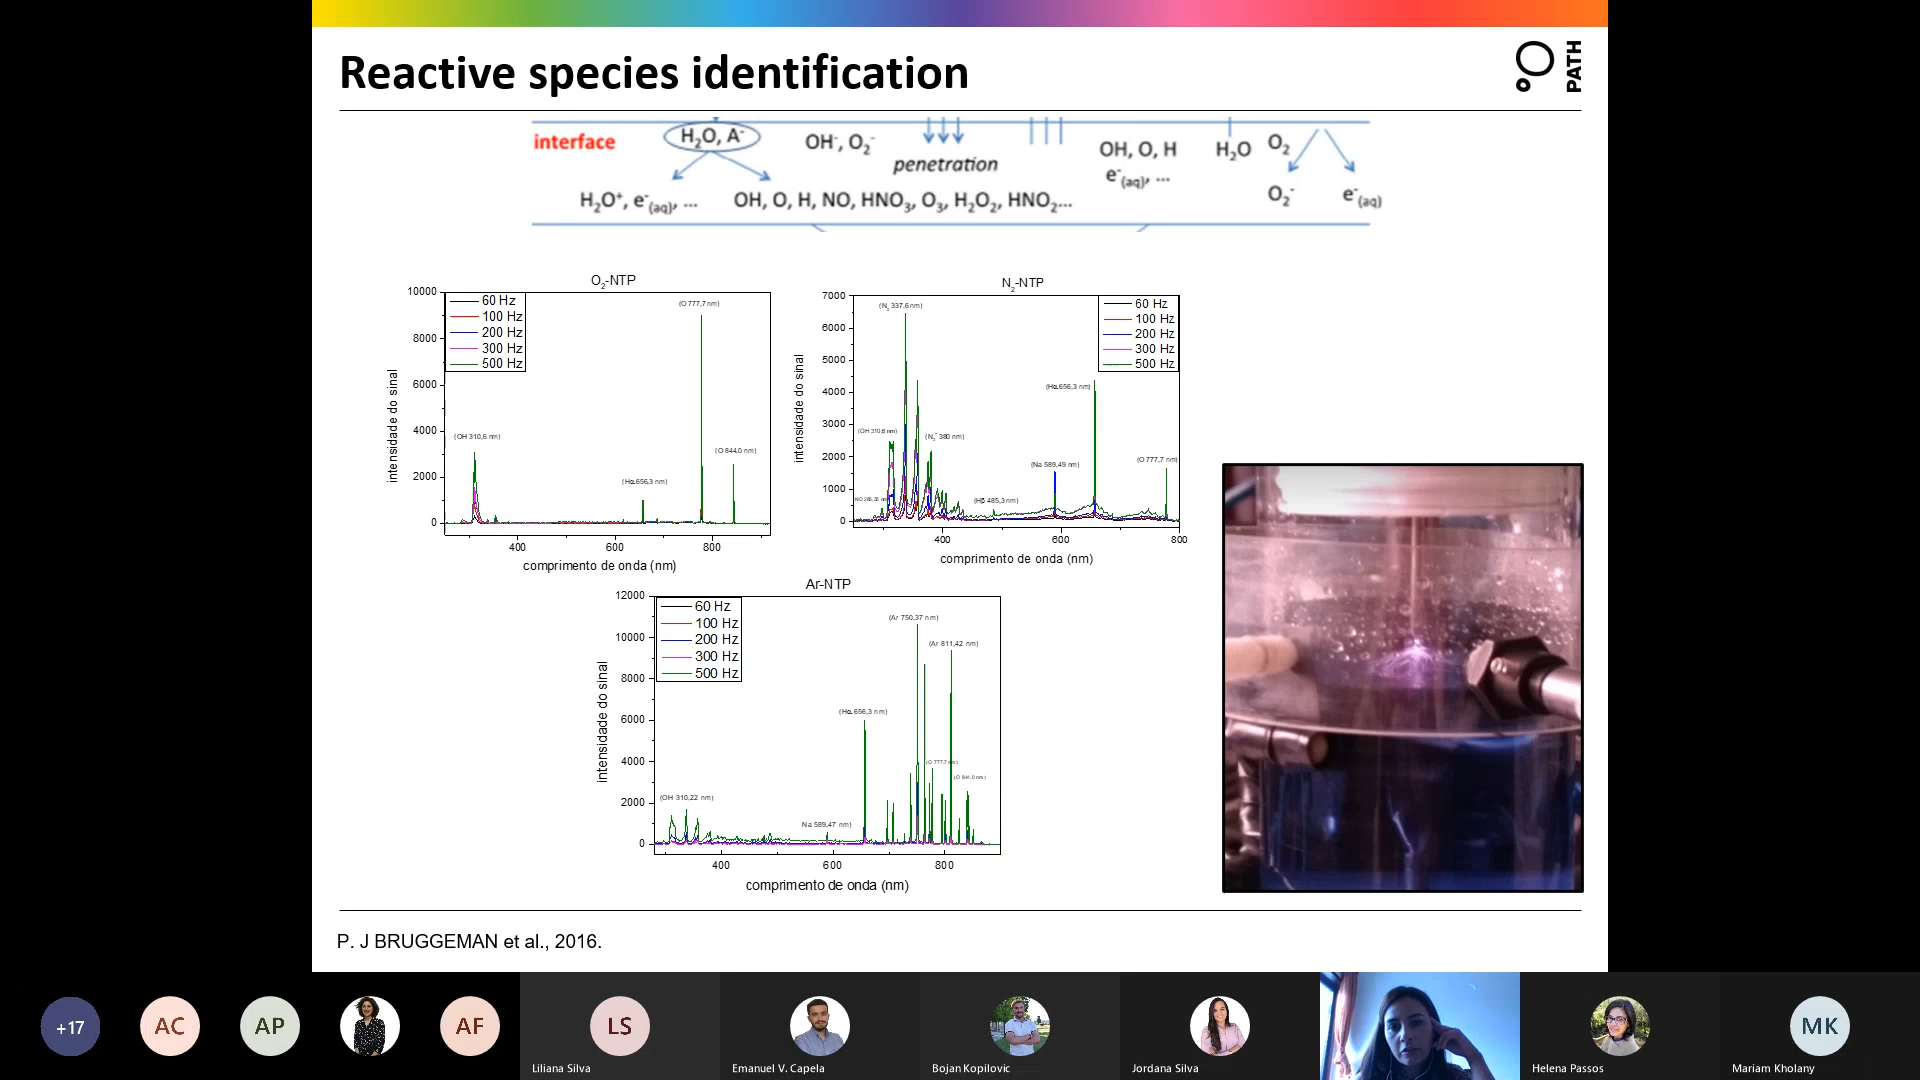 Reactive species identification
PATH
interface
H2O, A-
OH-, O2-
penetration
OH, O, H
e-(aq), ...
H2O
O2
H2O+, e-(aq), ...
OH, O, H, NO, HNO3, O3, H2O2, HNO2...
O2-
e-(aq)
O2-NTP
10000
8000
6000
4000
2000
0
intensidade do sinal
60 Hz
100 Hz
200 Hz
300 Hz
500 Hz
(O 777,7 nm)
(OH 310,6 nm)
(O 844,0 nm)
(Hα 656,3 nm)
400 600 800
comprimento de onda (nm)
N2-NTP
7000
6000
5000
4000
3000
2000
1000
0
intensidade do sinal
60 Hz
100 Hz
200 Hz
300 Hz
500 Hz
(N2 337,6 nm)
(Hα 656,3 nm)
(OH 310,6 nm)
(N2+ 380 nm)
(Na 589,49 nm)
(O 777,7 nm)
(Hβ 485,3 nm)
400 600 800
comprimento de onda (nm)
Ar-NTP
12000
10000
8000
6000
4000
2000
0
intensidade do sinal
60 Hz
100 Hz
200 Hz
300 Hz
500 Hz
(Ar 750,37 nm)
(Ar 811,42 nm)
(Hα 656,3 nm)
(O 777,7 nm)
(O 844,0 nm)
(OH 310,22 nm)
Na 589,47 nm)
400 600 800
comprimento de onda (nm)
P. J BRUGGEMAN et al., 2016.
+17
AC
AP
AF
LS
MK
Liliana Silva
Emanuel V. Capela
Bojan Kopilovic
Jordana Silva
Helena Passos
Mariam Kholany